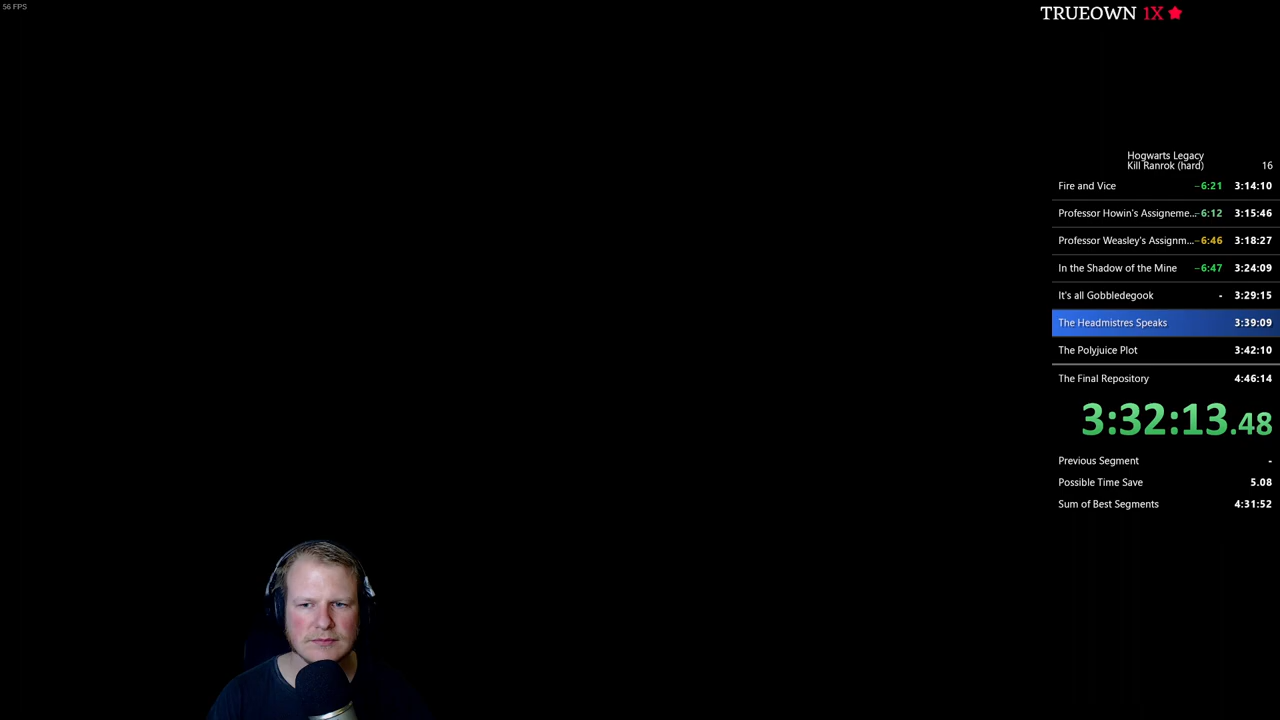 56 FPS
TRUEOWN 1X
Hogwarts Legacy
Kill Ranrok (hard) 16
Fire and Vice −6:21 3:14:10
Professor Howin's Assigneme... −6:12 3:15:46
Professor Weasley's Assignm... −6:46 3:18:27
In the Shadow of the Mine −6:47 3:24:09
It's all Gobbledegook - 3:29:15
The Headmistres Speaks 3:39:09
The Polyjuice Plot 3:42:10
The Final Repository 4:46:14
3:32:13.48
Previous Segment -
Possible Time Save 5.08
Sum of Best Segments 4:31:52